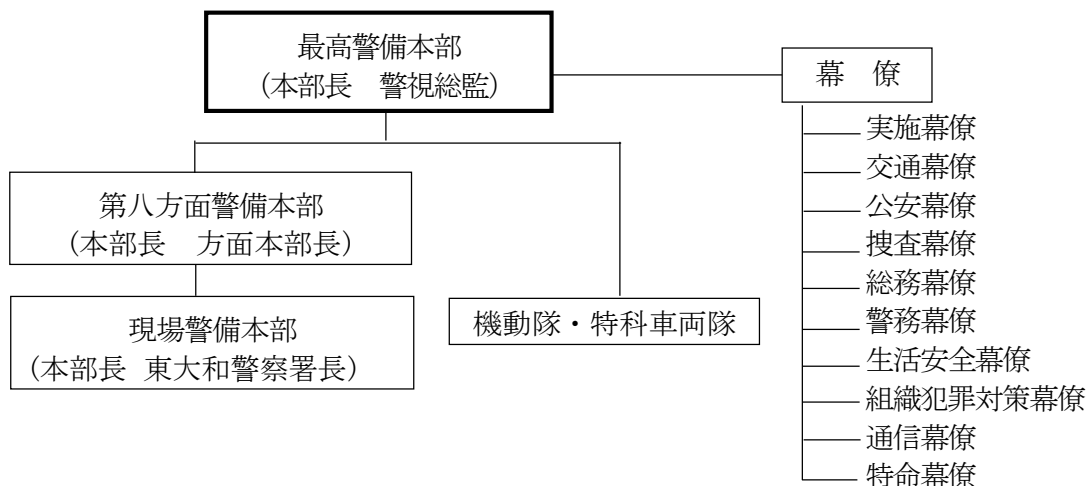 最高警備本部
(本部長 警視総監)
幕 僚
実施幕僚
交通幕僚
公安幕僚
捜査幕僚
総務幕僚
警務幕僚
生活安全幕僚
組織犯罪対策幕僚
通信幕僚
特命幕僚
第八方面警備本部
(本部長 方面本部長)
現場警備本部
(本部長 東大和警察署長)
機動隊・特科車両隊